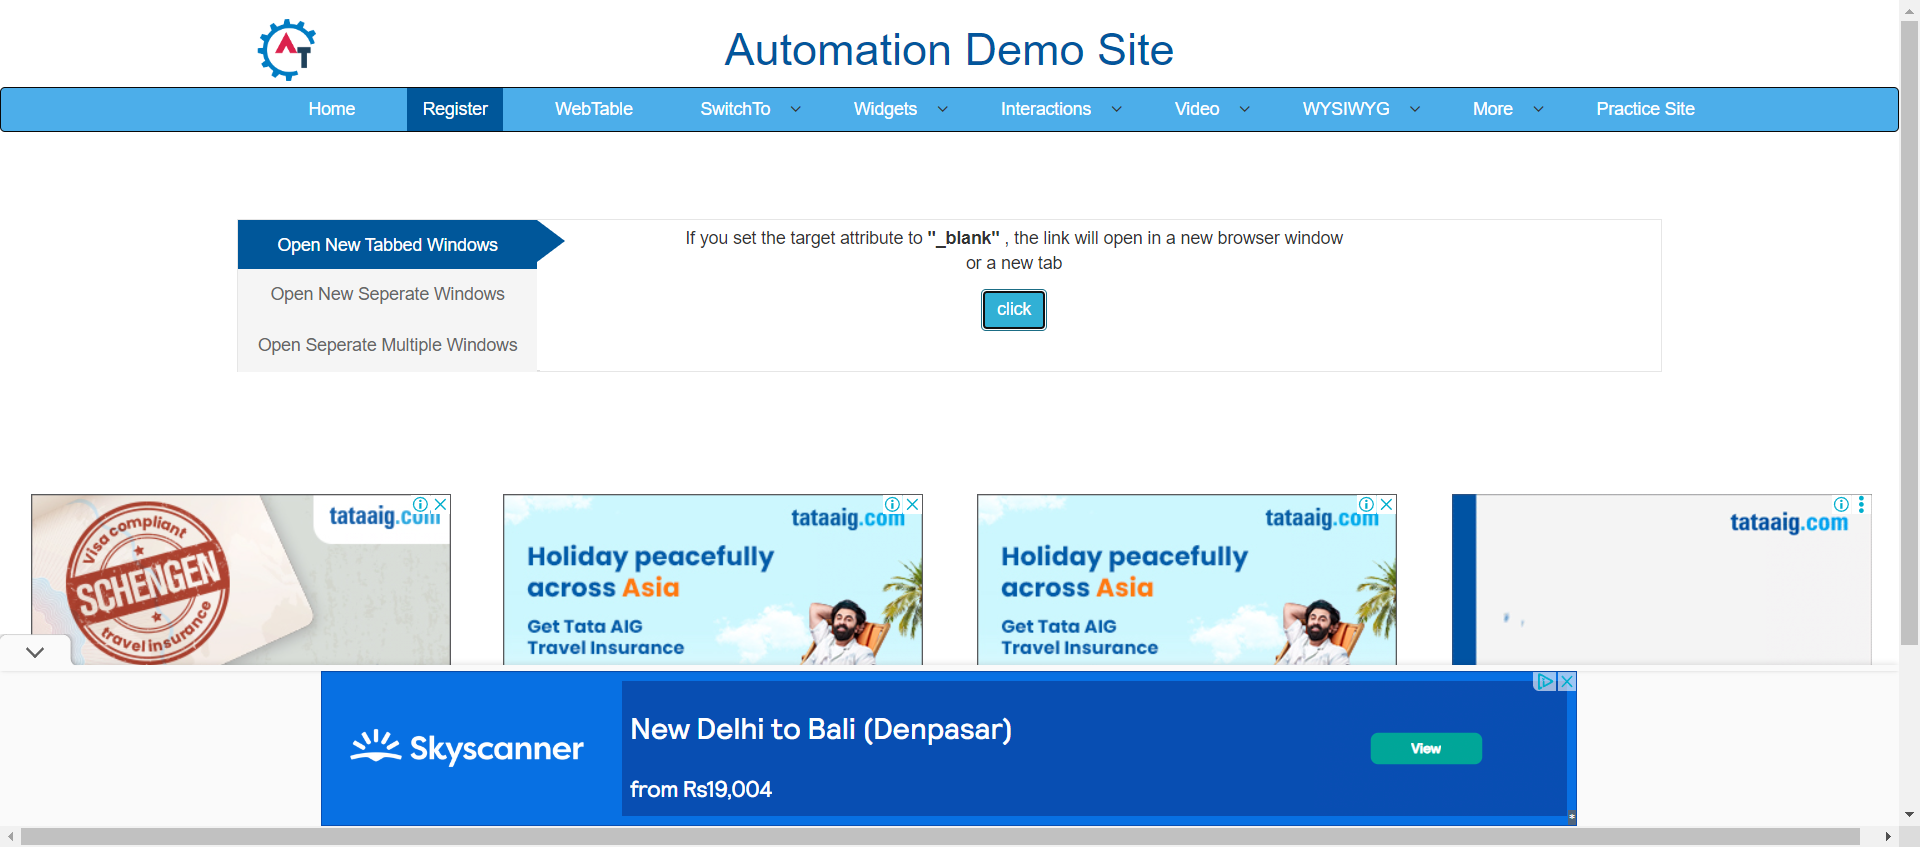 AT
Automation Demo Site
Home Register WebTable SwitchTo Widgets Interactions Video WYSIWYG More Practice Site
Open New Tabbed Windows
Open New Seperate Windows
Open Seperate Multiple Windows
If you set the target attribute to "_blank" , the link will open in a new browser window
or a new tab
click
Visa compliant
SCHENGEN
travel insurance
tataaig.com
tataaig.com
Holiday peacefully
across Asia
Get Tata AIG
Travel Insurance
tataaig.com
Holiday peacefully
across Asia
Get Tata AIG
Travel Insurance
tataaig.com
Skyscanner
New Delhi to Bali (Denpasar)
from Rs19,004
View